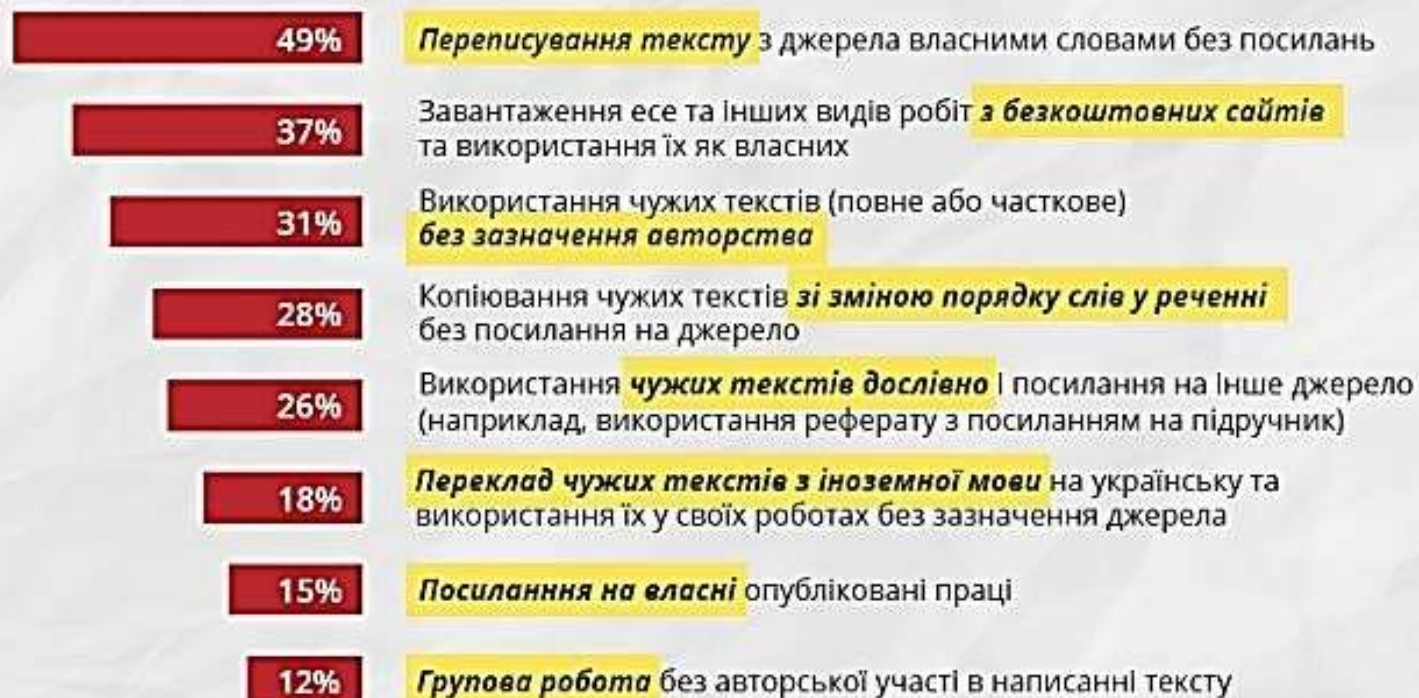 49% Переписування тексту з джерела власними словами без посилань
37% Завантаження есе та інших видів робіт з безкоштовних сайтів
та використання їх як власних
31% Використання чужих текстів (повне або часткове)
без зазначення авторства
28% Копіювання чужих текстів зі зміною порядку слів у реченні
без посилання на джерело
26% Використання чужих текстів дослівно і посилання на інше джерело
(наприклад, використання реферату з посиланням на підручник)
18% Переклад чужих текстів з іноземної мови на українську та
використання їх у своїх роботах без зазначення джерела
15% Посиланння на власні опубліковані праці
12% Групова робота без авторської участі в написанні тексту